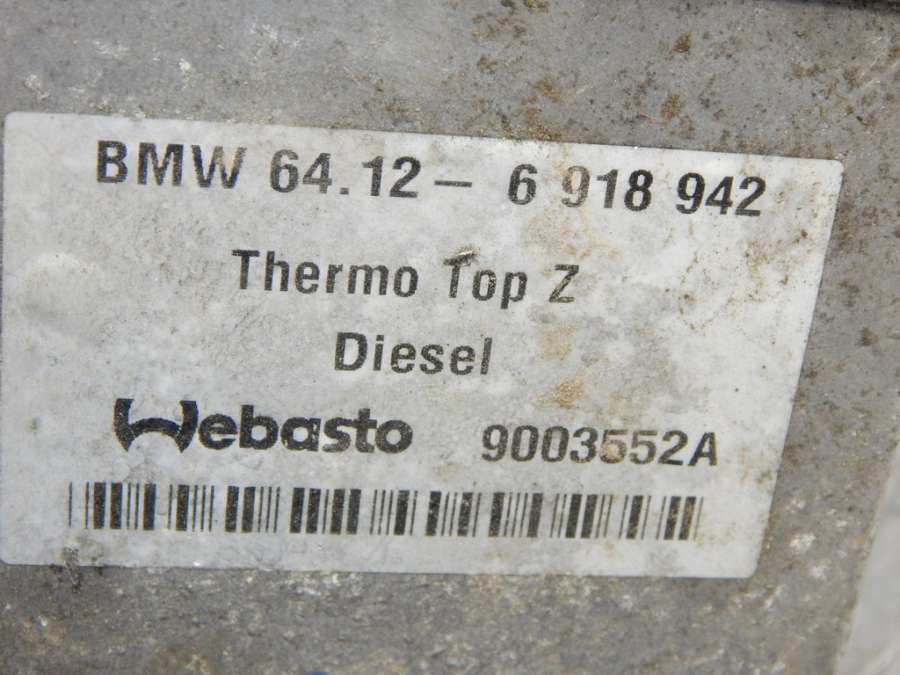 BMW 64.12 - 6 918 942
Thermo Top Z
Diesel
Webasto 9003552A